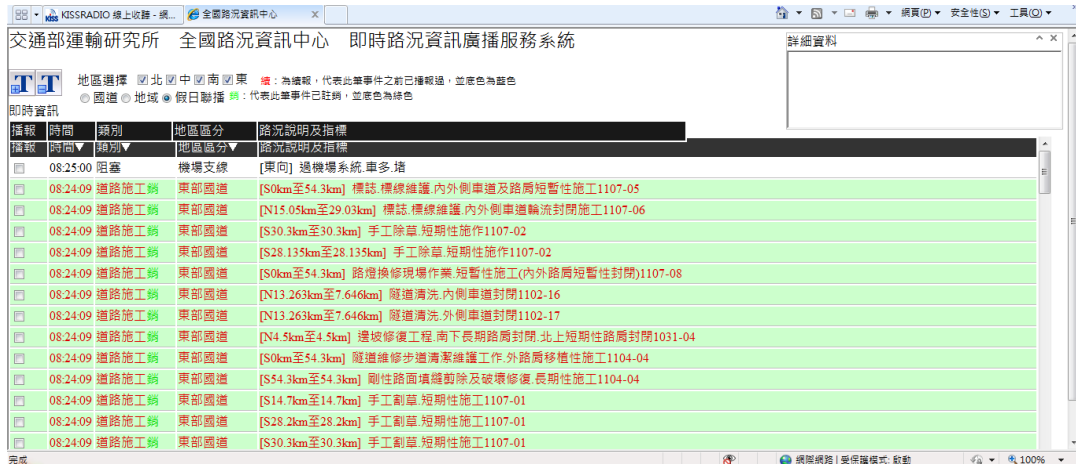 KISSRADIO 線上收聽 - 網...
全國路況資訊中心
x
網頁(P)
安全性(S)
工具(O)
交通部運輸研究所 全國路況資訊中心 即時路況資訊廣播服務系統
詳細資料
地區選擇 北 中 南 東 續：為續報，代表此筆事件之前已播報過，並底色為藍色
國道 地域 假日聯播 銷：代表此筆事件已註銷，並底色為綠色
即時資訊
播報 時間 類別 地區區分 路況說明及指標
播報 時間▼ 類別▼ 地區區分▼ 路況說明及指標
08:25:00 阻塞 機場支線 [東向] 過機場系統.車多.堵
08:24:09 道路施工銷 東部國道 [S0km至54.3km] 標誌.標線維護.內外側車道及路肩短暫性施工1107-05
08:24:09 道路施工銷 東部國道 [N15.05km至29.03km] 標誌.標線維護.內外側車道輪流封閉施工1107-06
08:24:09 道路施工銷 東部國道 [S30.3km至30.3km] 手工除草.短期性施作1107-02
08:24:09 道路施工銷 東部國道 [S28.135km至28.135km] 手工除草.短期性施作1107-02
08:24:09 道路施工銷 東部國道 [S0km至54.3km] 路燈換修現場作業.短暫性施工(內外路肩短暫性封閉)1107-08
08:24:09 道路施工銷 東部國道 [N13.263km至7.646km] 隧道清洗.內側車道封閉1102-16
08:24:09 道路施工銷 東部國道 [N13.263km至7.646km] 隧道清洗.外側車道封閉1102-17
08:24:09 道路施工銷 東部國道 [N4.5km至4.5km] 邊坡修復工程.南下長期路肩封閉.北上短期性路肩封閉1031-04
08:24:09 道路施工銷 東部國道 [S0km至54.3km] 隧道維修步道清潔維護工作.外路肩移植性施工1104-04
08:24:09 道路施工銷 東部國道 [S54.3km至54.3km] 剛性路面填縫剪除及破壞修復.長期性施工1104-04
08:24:09 道路施工銷 東部國道 [S14.7km至14.7km] 手工割草.短期性施工1107-01
08:24:09 道路施工銷 東部國道 [S28.2km至28.2km] 手工割草.短期性施工1107-01
08:24:09 道路施工銷 東部國道 [S30.3km至30.3km] 手工割草.短期性施工1107-01
完成
網際網路 | 受保護模式: 啟動
100%